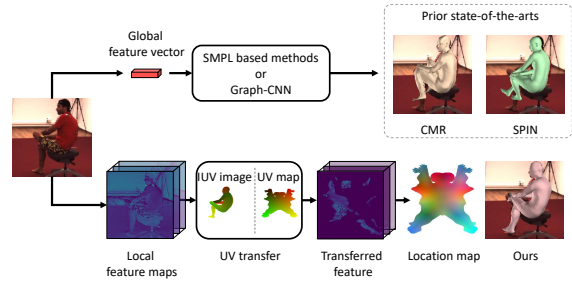 Prior state-of-the-arts
Global
feature vector
SMPL based methods
or
Graph-CNN
CMR
SPIN
IUV image
UV map
Local
feature maps
UV transfer
Transferred
feature
Location map
Ours